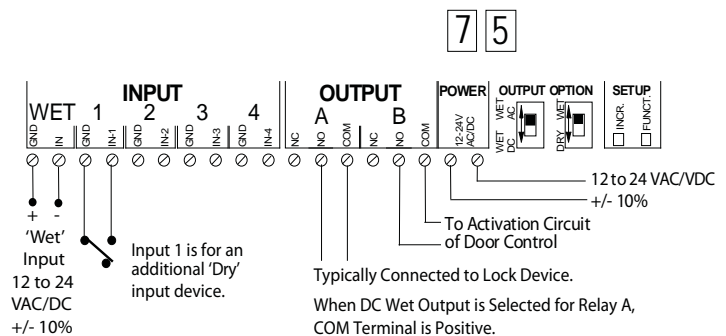 7 5
INPUT OUTPUT POWER OUTPUT OPTION SETUP
WET 1 2 3 4 A B
GND IN GND IN-1 GND IN-2 GND IN-3 GND IN-4 NC NO COM NC NO COM 12-24V AC/DC WET DC WET AC DRY WET INCR. FUNCT.
12 to 24 VAC/VDC
+/- 10%
+ -
'Wet'
Input
12 to 24
VAC/DC
+/- 10%
Input 1 is for an
additional 'Dry'
input device.
To Activation Circuit
of Door Control
Typically Connected to Lock Device.
When DC Wet Output is Selected for Relay A,
COM Terminal is Positive.